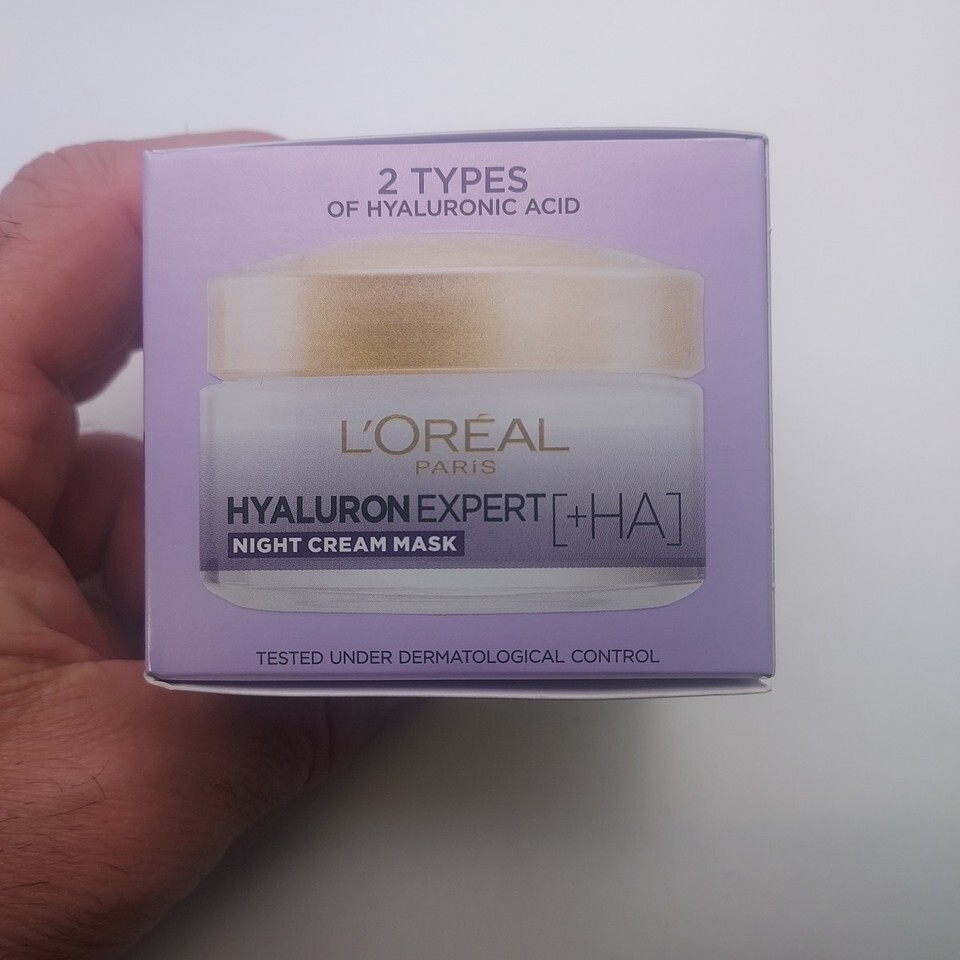 2 TYPES
OF HYALURONIC ACID
L'ORÉAL
PARiS
HYALURON EXPERT [+HA]
NIGHT CREAM MASK
TESTED UNDER DERMATOLOGICAL CONTROL